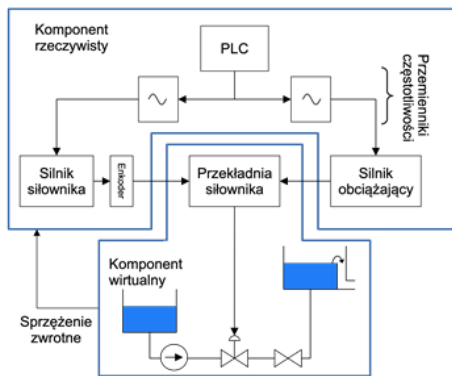 Komponent
rzeczywisty
PLC
Przemienniki
częstotliwości
Silnik
siłownika
Enkoder
Przekładnia
siłownika
Silnik
obciążający
Komponent
wirtualny
Sprzężenie
zwrotne